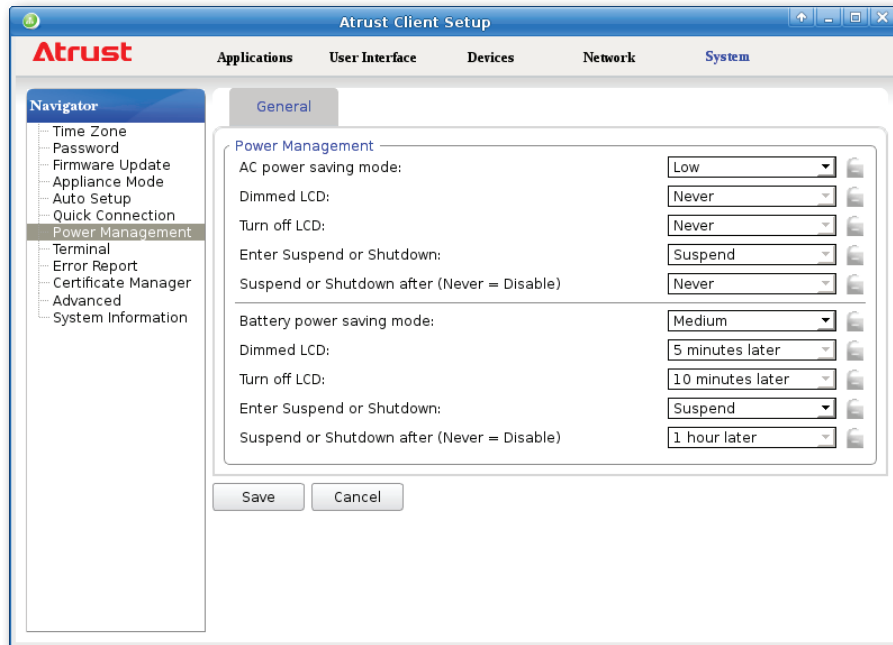 Atrust Client Setup
Atrust Applications User Interface Devices Network System
Navigator
Time Zone
Password
Firmware Update
Appliance Mode
Auto Setup
Quick Connection
Power Management
Terminal
Error Report
Certificate Manager
Advanced
System Information
General
Power Management
AC power saving mode: Low
Dimmed LCD: Never
Turn off LCD: Never
Enter Suspend or Shutdown: Suspend
Suspend or Shutdown after (Never = Disable) Never
Battery power saving mode: Medium
Dimmed LCD: 5 minutes later
Turn off LCD: 10 minutes later
Enter Suspend or Shutdown: Suspend
Suspend or Shutdown after (Never = Disable) 1 hour later
Save Cancel